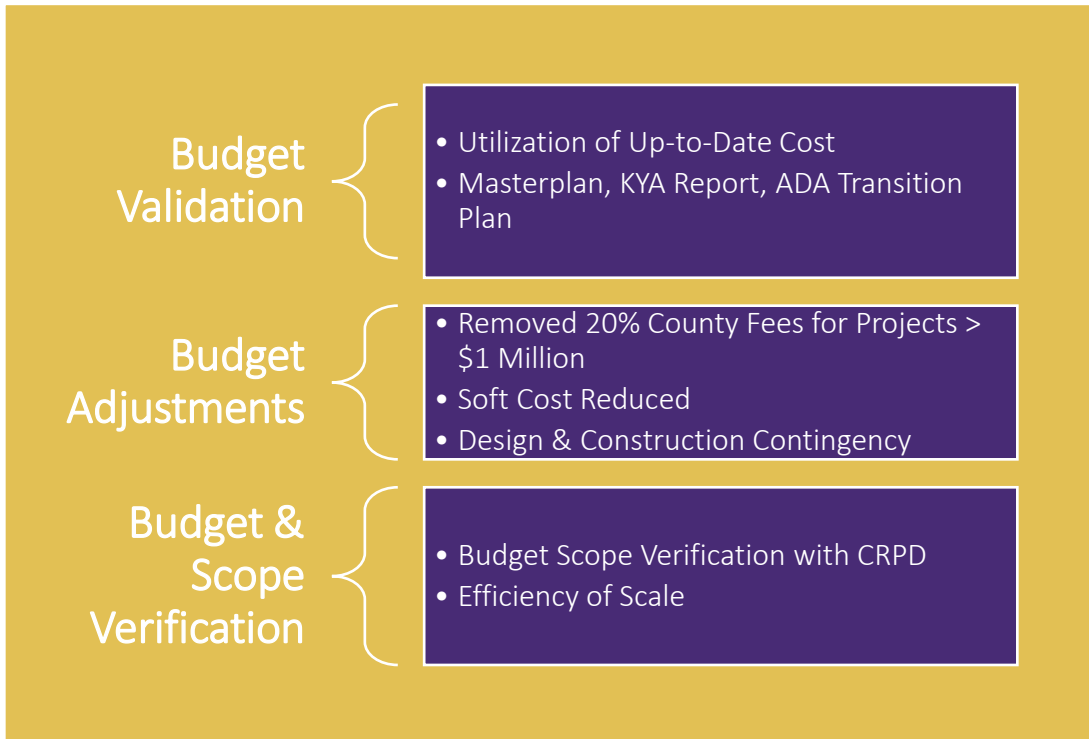 Budget
Validation
• Utilization of Up-to-Date Cost
• Masterplan, KYA Report, ADA Transition
Plan
Budget
Adjustments
• Removed 20% County Fees for Projects >
$1 Million
• Soft Cost Reduced
• Design & Construction Contingency
Budget &
Scope
Verification
• Budget Scope Verification with CRPD
• Efficiency of Scale